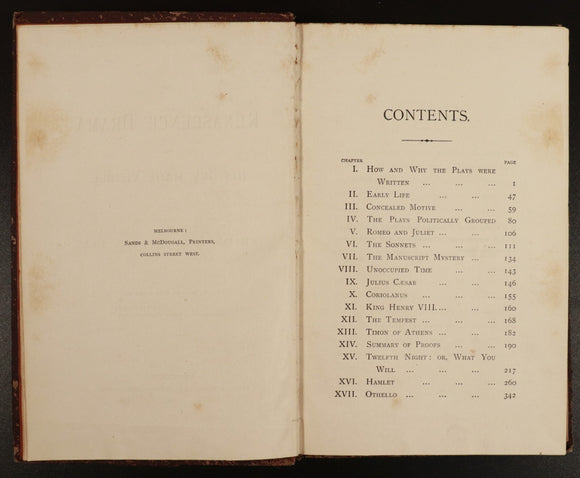 MELBOURNE:
SANDS & MCDOUGALL, PRINTERS,
COLLINS STREET WEST.
CONTENTS.
CHAPTER PAGE
I. HOW AND WHY THE PLAYS WERE
WRITTEN ... ... ... 1
II. EARLY LIFE ... ... 47
III. CONCEALED MOTIVE ... ... 59
IV. THE PLAYS POLITICALLY GROUPED 80
V. ROMEO AND JULIET ... ... 106
VI. THE SONNETS ... ... ... 111
VII. THE MANUSCRIPT MYSTERY ... ... 134
VIII. UNOCCUPIED TIME ... ... 143
IX. JULIUS CÆSAR ... ... 146
X. CORIOLANUS ... ... ... 155
XI. KING HENRY VIII.... ... ... 160
XII. THE TEMPEST ... ... ... 168
XIII. TIMON OF ATHENS ... ... ... 182
XIV. SUMMARY OF PROOFS ... ... 190
XV. TWELFTH NIGHT: OR, WHAT YOU
WILL ... ... ... 217
XVI. HAMLET ... ... ... 260
XVII. OTHELLO ... ... ... 342